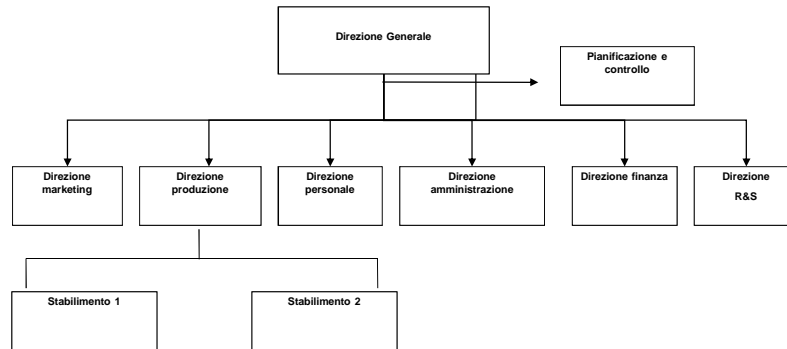 Direzione Generale
Pianificazione e
controllo
Direzione
marketing
Direzione
produzione
Direzione
personale
Direzione
amministrazione
Direzione finanza
Direzione
R&S
Stabilimento 1
Stabilimento 2